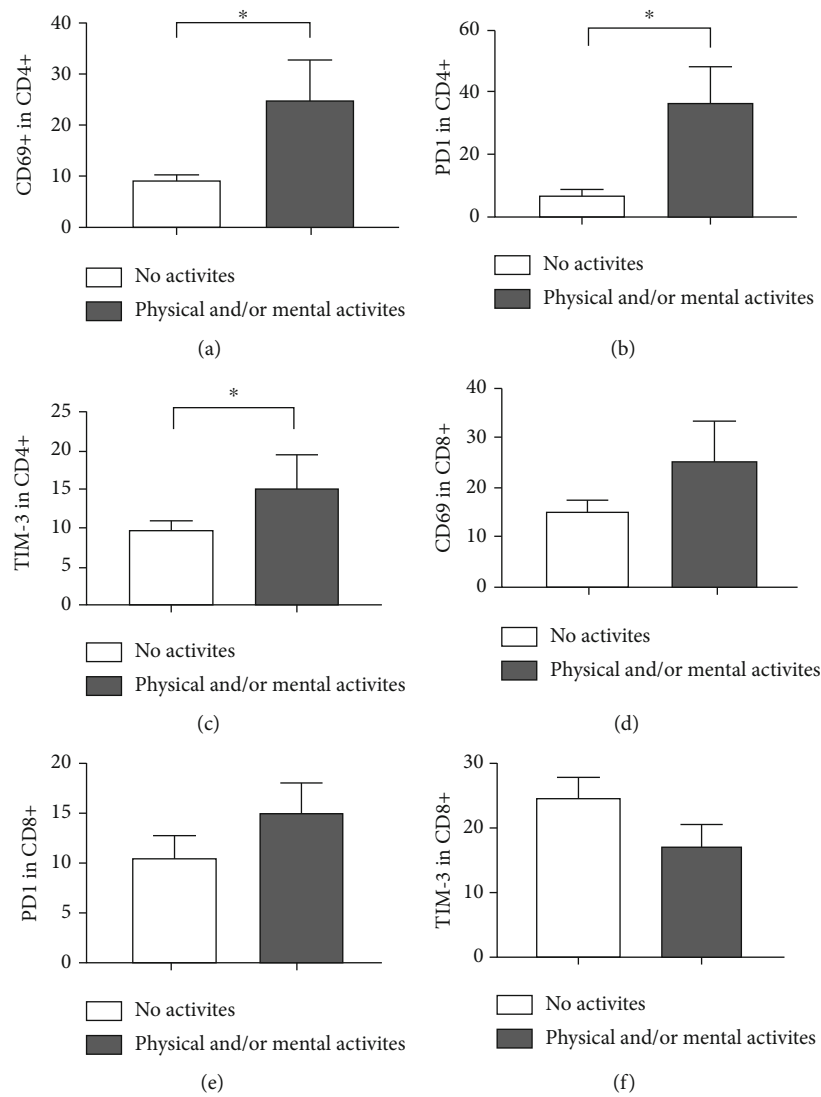 *
40
30
20
10
0
CD69+ in CD4+
No activites
Physical and/or mental activites
(a)
*
60
40
20
0
PD1 in CD4+
No activites
Physical and/or mental activites
(b)
*
25
20
15
10
5
0
TIM-3 in CD4+
No activites
Physical and/or mental activites
(c)
40
30
20
10
0
CD69 in CD8+
No activites
Physical and/or mental activites
(d)
20
15
10
5
0
PD1 in CD8+
No activites
Physical and/or mental activites
(e)
30
20
10
0
TIM-3 in CD8+
No activites
Physical and/or mental activites
(f)